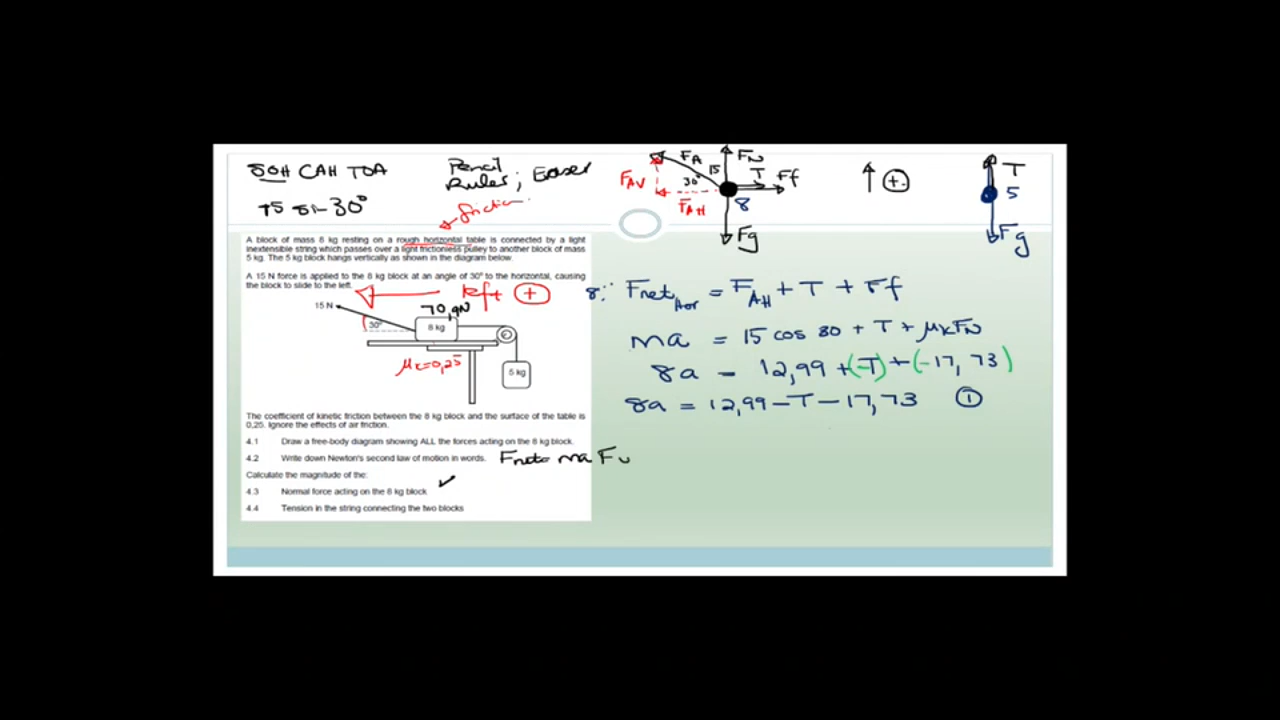 SOH CAH TOA
15 sin 30°
Pencil
Rules; Eraser
friction
A block of mass 8 kg resting on a rough horizontal table is connected by a light
inextensible string which passes over a light frictionless pulley to another block of mass
5 kg. The 5 kg block hangs vertically as shown in the diagram below.
A 15 N force is applied to the 8 kg block at an angle of 30° to the horizontal, causing
the block to slide to the left.
+
15 N
30°
70,9N
8 kg
μk=0,25
5 kg
The coefficient of kinetic friction between the 8 kg block and the surface of the table is
0,25. Ignore the effects of air friction.
4.1 Draw a free-body diagram showing ALL the forces acting on the 8 kg block.
4.2 Write down Newton's second law of motion in words. Fnet= ma
Calculate the magnitude of the:
4.3 Normal force acting on the 8 kg block ✓
4.4 Tension in the string connecting the two blocks
FA
15
FN
T
Ff
FAV
30°
FAH
8
Fg
+
T
5
Fg
8: Fnet Hor = FAH + T + Ff
ma = 15 cos 30 + T + μkFN
8a = 12,99 +(-T)+(-17,73)
8a = 12,99 - T - 17,73 ①